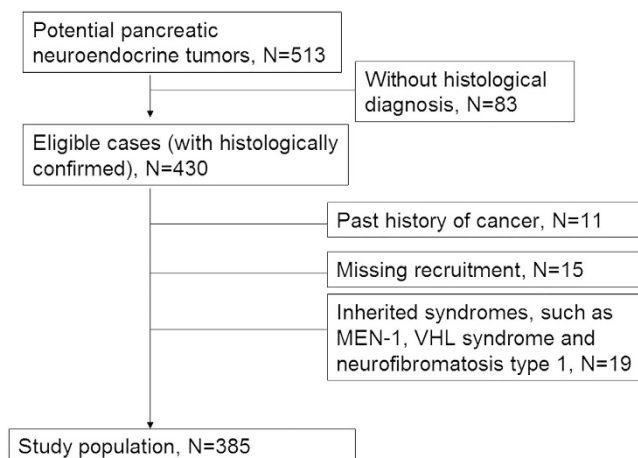 Potential pancreatic
neuroendocrine tumors, N=513
Without histological
diagnosis, N=83
Eligible cases (with histologically
confirmed), N=430
Past history of cancer, N=11
Missing recruitment, N=15
Inherited syndromes, such as
MEN-1, VHL syndrome and
neurofibromatosis type 1, N=19
Study population, N=385